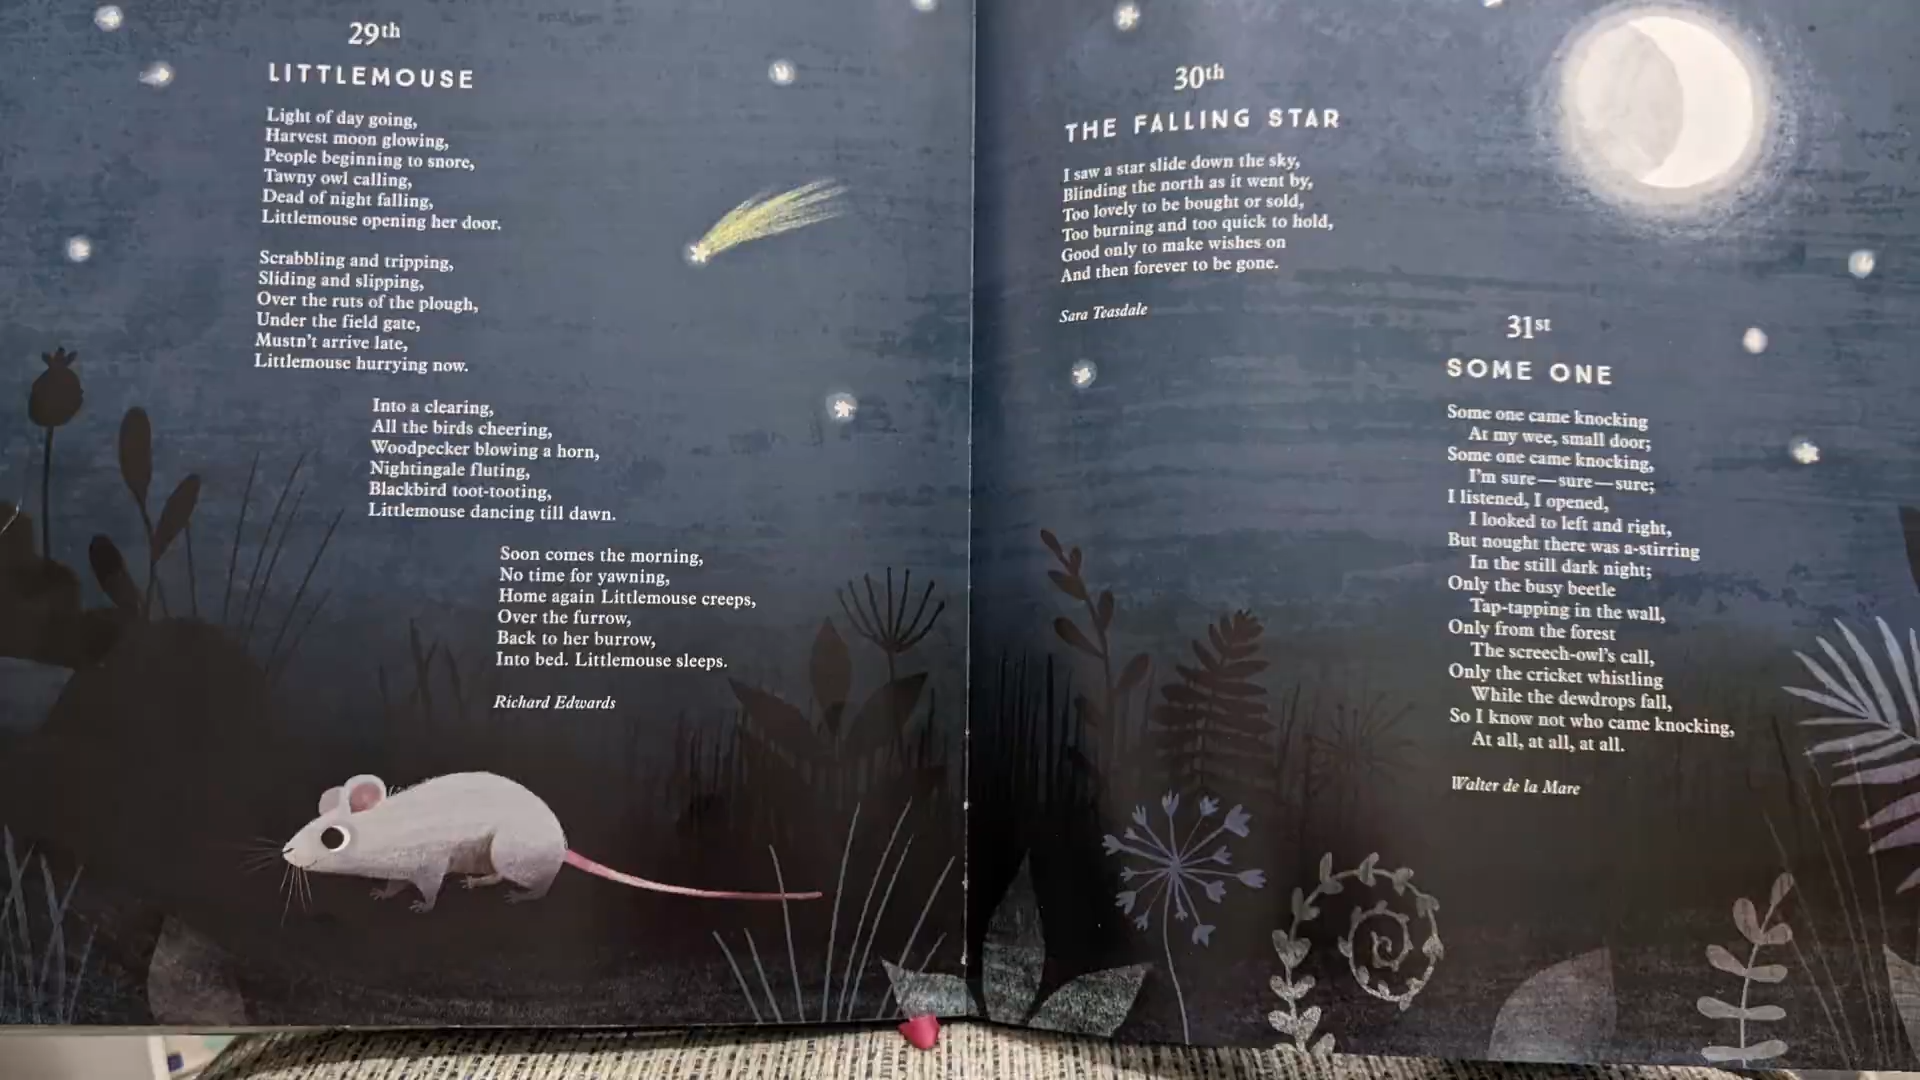 29th
LITTLEMOUSE
Light of day going,
Harvest moon glowing,
People beginning to snore,
Tawny owl calling,
Dead of night falling,
Littlemouse opening her door.
Scrabbling and tripping,
Sliding and slipping,
Over the ruts of the plough,
Under the field gate,
Mustn't arrive late,
Littlemouse hurrying now.
Into a clearing,
All the birds cheering,
Woodpecker blowing a horn,
Nightingale fluting,
Blackbird toot-tooting,
Littlemouse dancing till dawn.
Soon comes the morning,
No time for yawning,
Home again Littlemouse creeps,
Over the furrow,
Back to her burrow,
Into bed. Littlemouse sleeps.
Richard Edwards
30th
THE FALLING STAR
I saw a star slide down the sky,
Blinding the north as it went by,
Too lovely to be bought or sold,
Too burning and too quick to hold,
Good only to make wishes on
And then forever to be gone.
Sara Teasdale
31st
SOME ONE
Some one came knocking
At my wee, small door;
Some one came knocking,
I'm sure—sure—sure;
I listened, I opened,
I looked to left and right,
But nought there was a-stirring
In the still dark night;
Only the busy beetle
Tap-tapping in the wall,
Only from the forest
The screech-owl's call,
Only the cricket whistling
While the dewdrops fall,
So I know not who came knocking,
At all, at all, at all.
Walter de la Mare